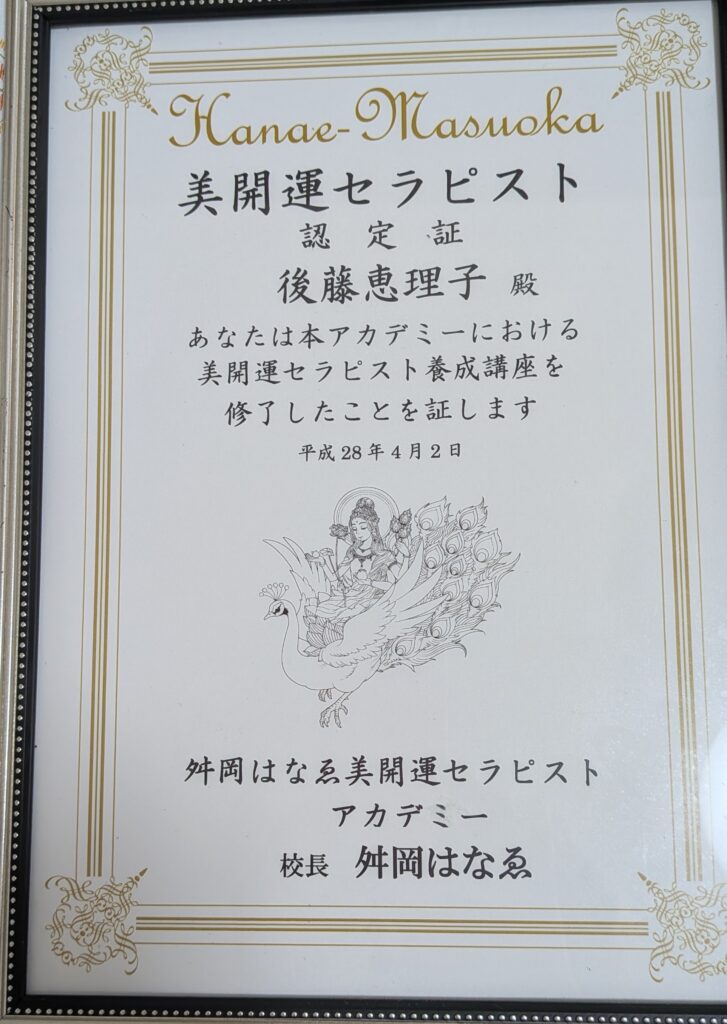 Hanae-Masuoka
美開運セラピスト
認定証
後藤恵理子 殿
あなたは本アカデミーにおける
美開運セラピスト養成講座を
修了したことを証します
平成28年4月2日
舛岡はなゑ美開運セラピスト
アカデミー
校長 舛岡はなゑ